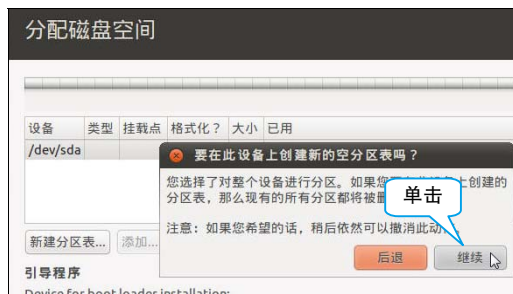 分配磁盘空间
设备 类型 挂载点 格式化? 大小 已用
/dev/sda
要在此设备上创建新的空分区表吗?
您选择了对整个设备进行分区。如果您 上创建的
分区表,那么现有的所有分区都将被
注意:如果您希望的话,稍后依然可以撤消此动
单击
后退 继续
新建分区表... 添加...
引导程序
Device for boot loader installation: